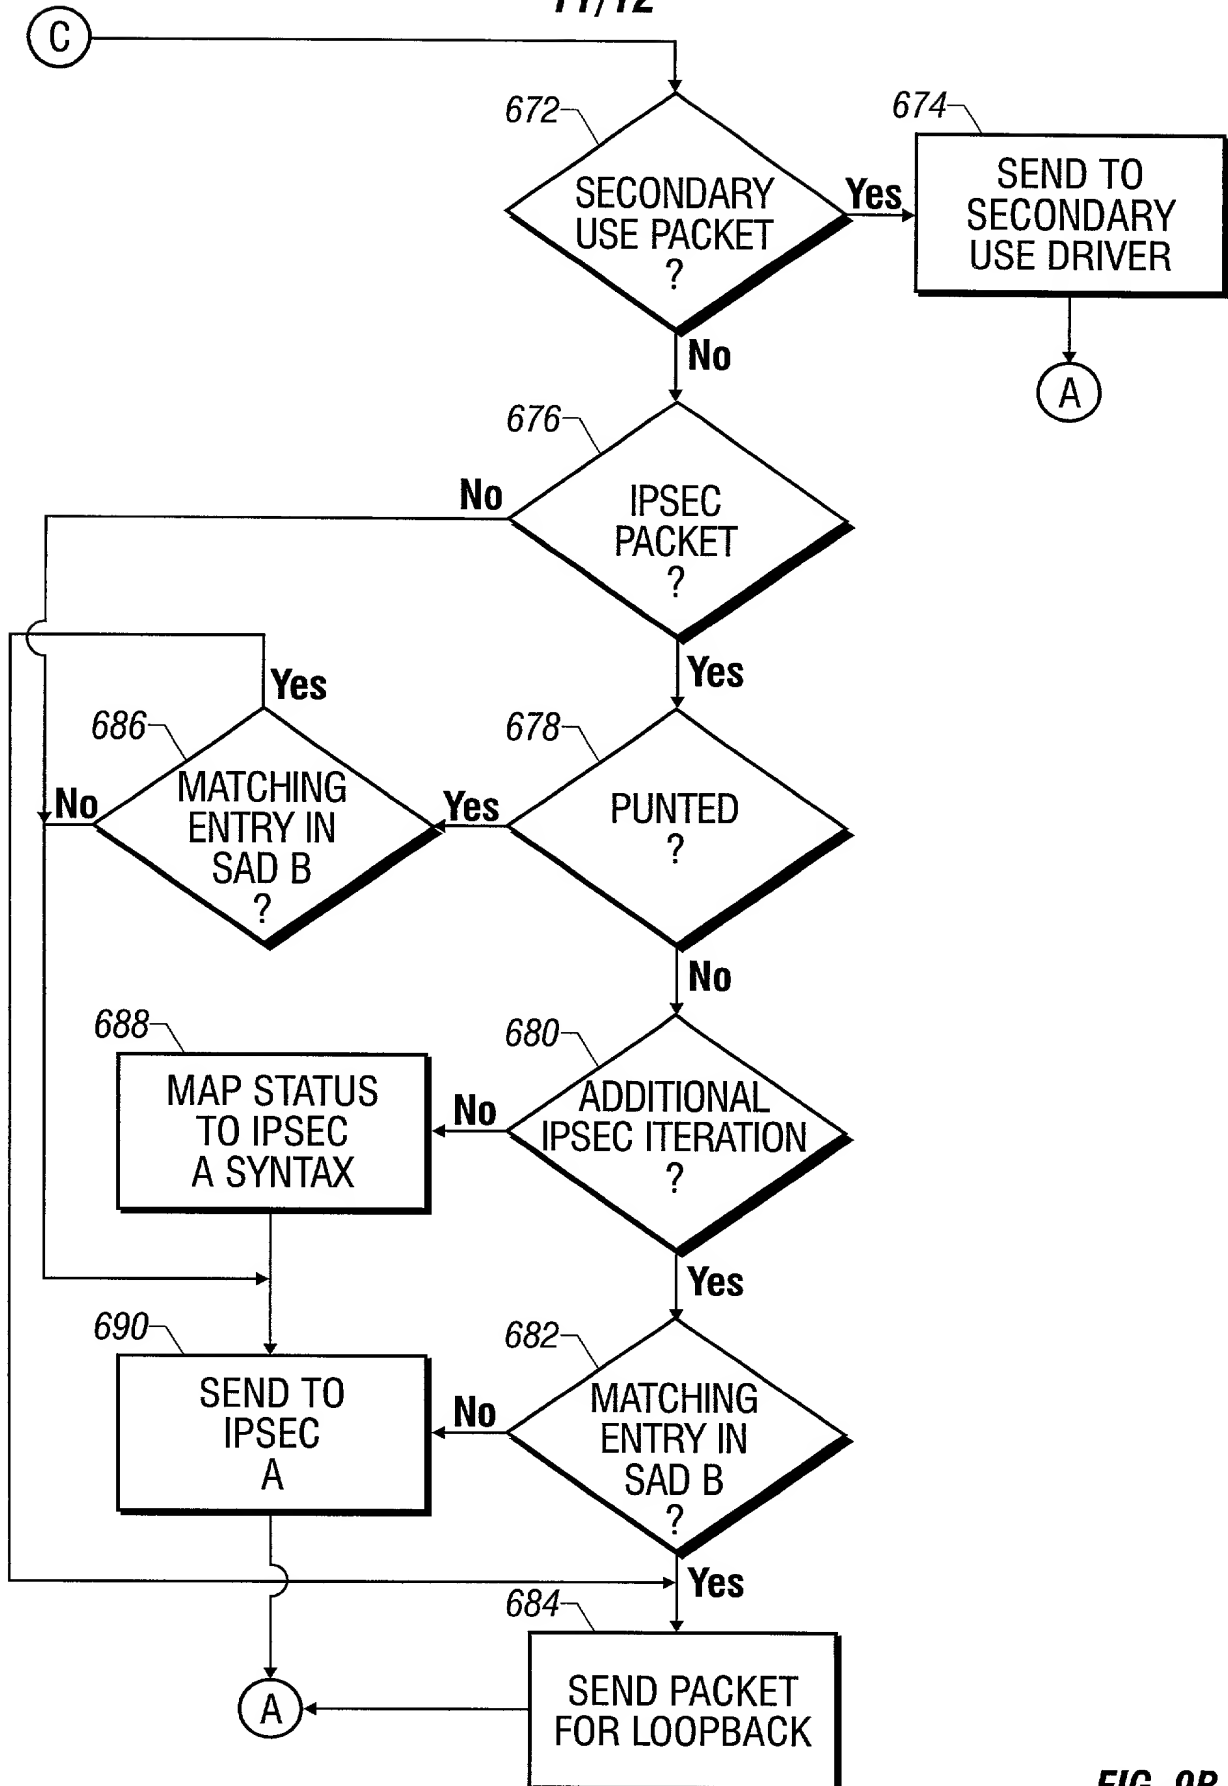 11/12
C
672
SECONDARY
USE PACKET
?
Yes
674
SEND TO
SECONDARY
USE DRIVER
A
No
676
IPSEC
PACKET
?
No
Yes
678
PUNTED
?
Yes
686
MATCHING
ENTRY IN
SAD B
?
Yes
No
No
680
ADDITIONAL
IPSEC ITERATION
?
No
688
MAP STATUS
TO IPSEC
A SYNTAX
Yes
682
MATCHING
ENTRY IN
SAD B
?
No
690
SEND TO
IPSEC
A
Yes
684
SEND PACKET
FOR LOOPBACK
A
FIG. 9B